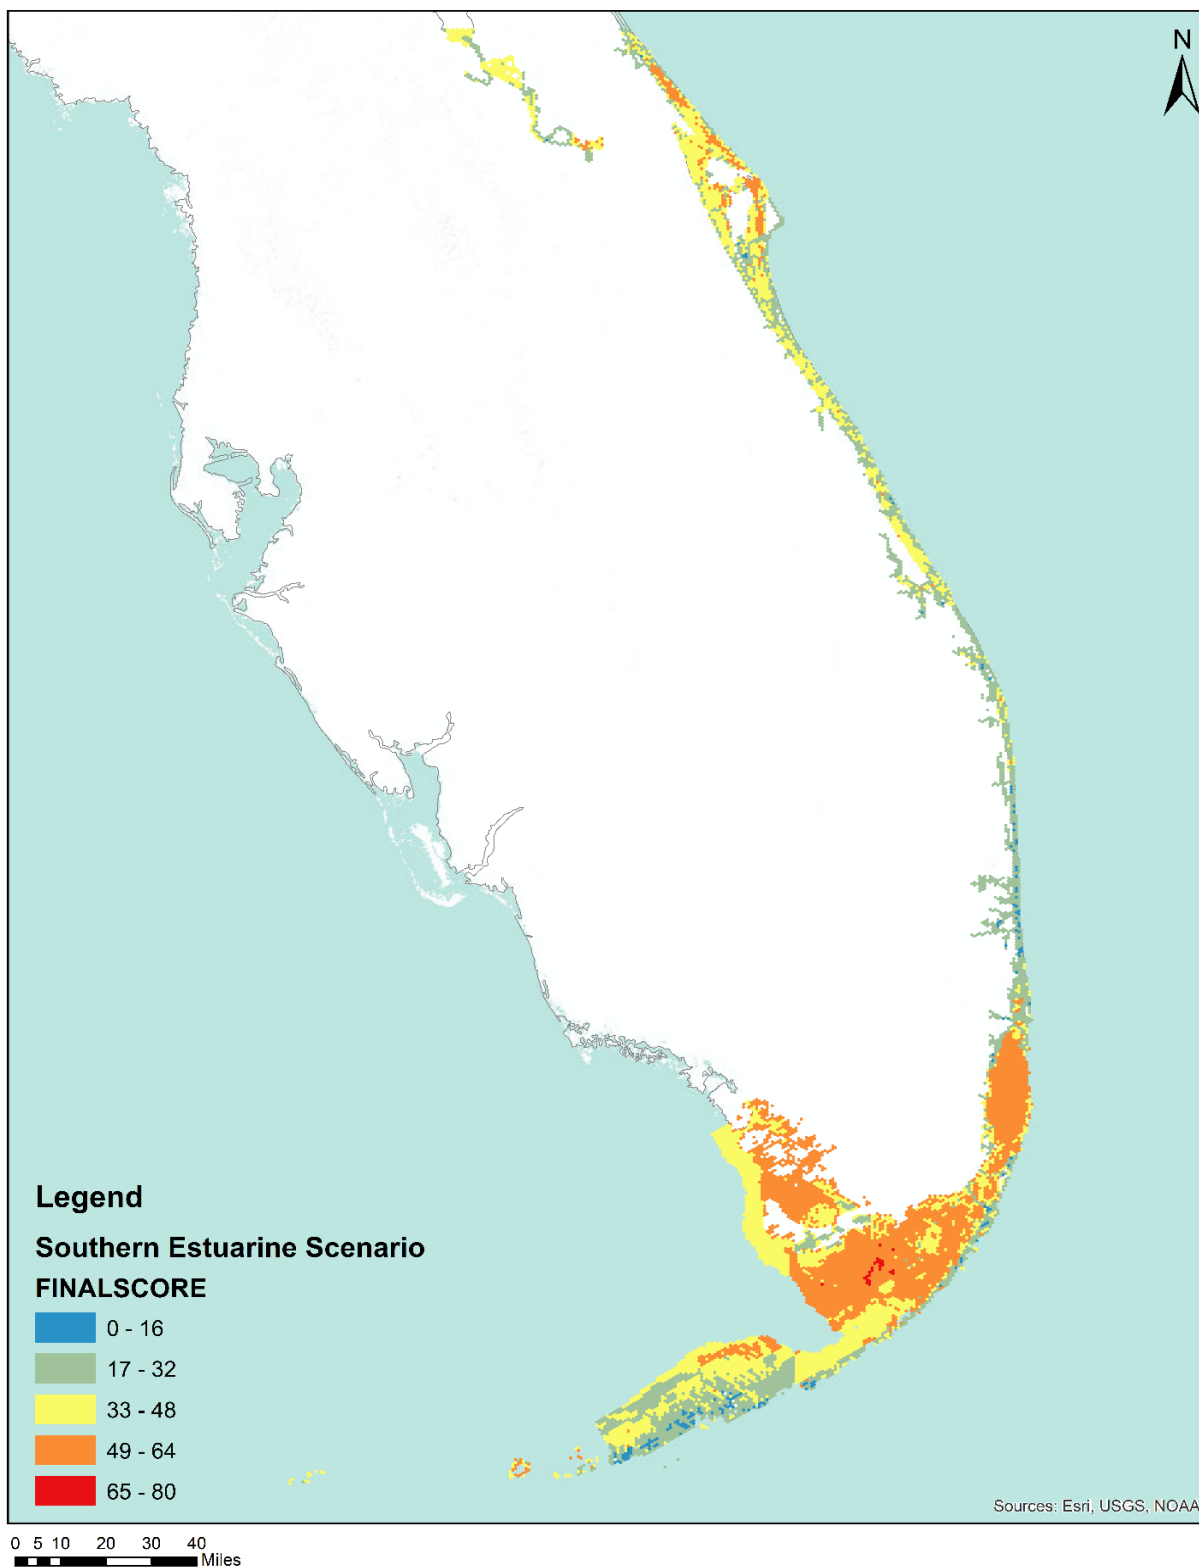 N
Legend
Southern Estuarine Scenario
FINALSCORE
0 - 16
17 - 32
33 - 48
49 - 64
65 - 80
Sources: Esri, USGS, NOAA
0 5 10 20 30 40
Miles